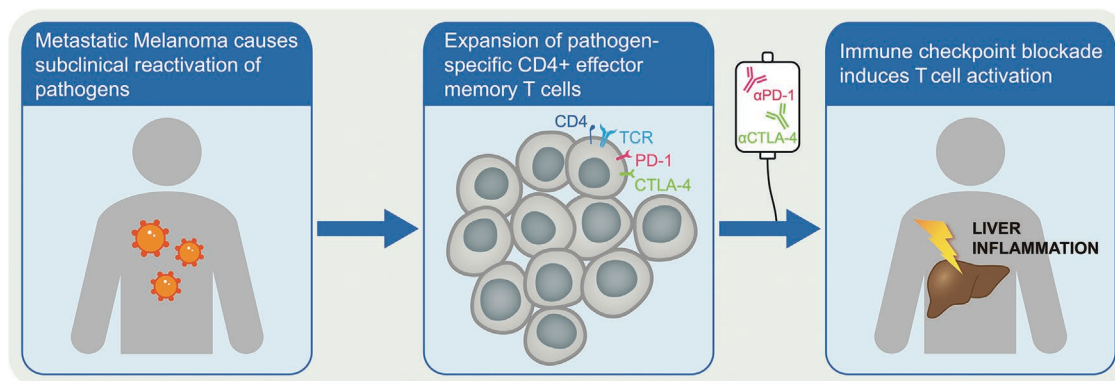 Metastatic Melanoma causes
subclinical reactivation of
pathogens
Expansion of pathogen-
specific CD4+ effector
memory T cells
CD4
TCR
PD-1
CTLA-4
αPD-1
αCTLA-4
Immune checkpoint blockade
induces T cell activation
LIVER
INFLAMMATION